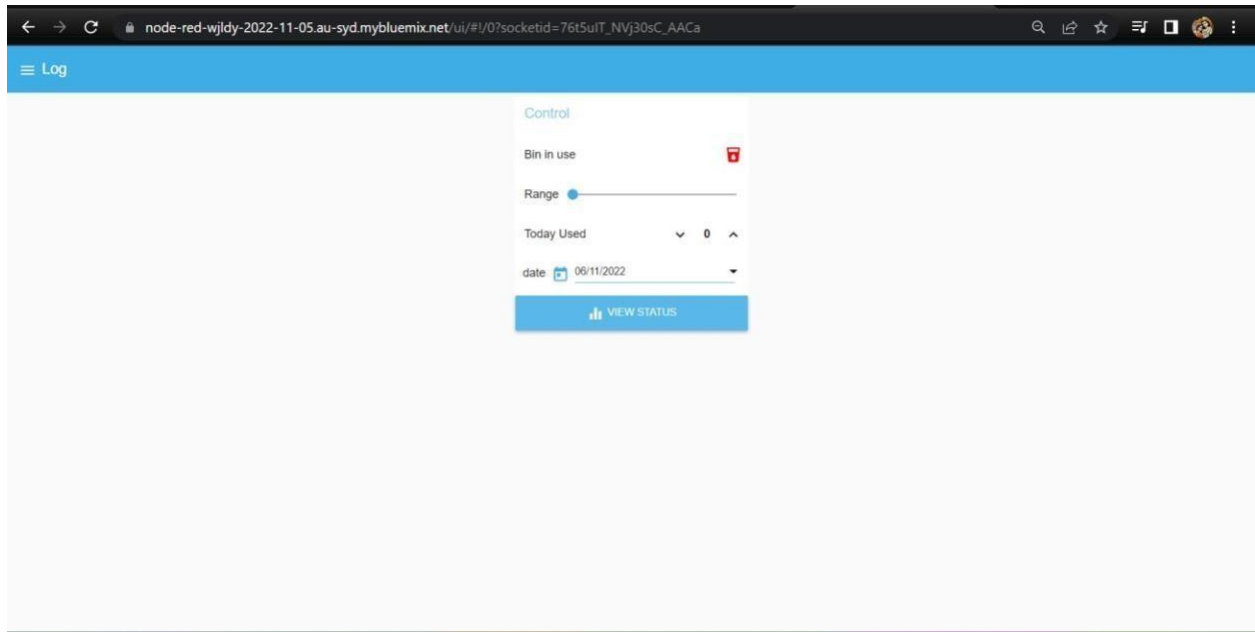 node-red-wjldy-2022-11-05.au-syd.mybluemix.net/ui/#!/0?socketid=76t5uIT_NVj30sC_AACa
Log
Control
Bin in use
Range
Today Used 0
date 06/11/2022
VIEW STATUS